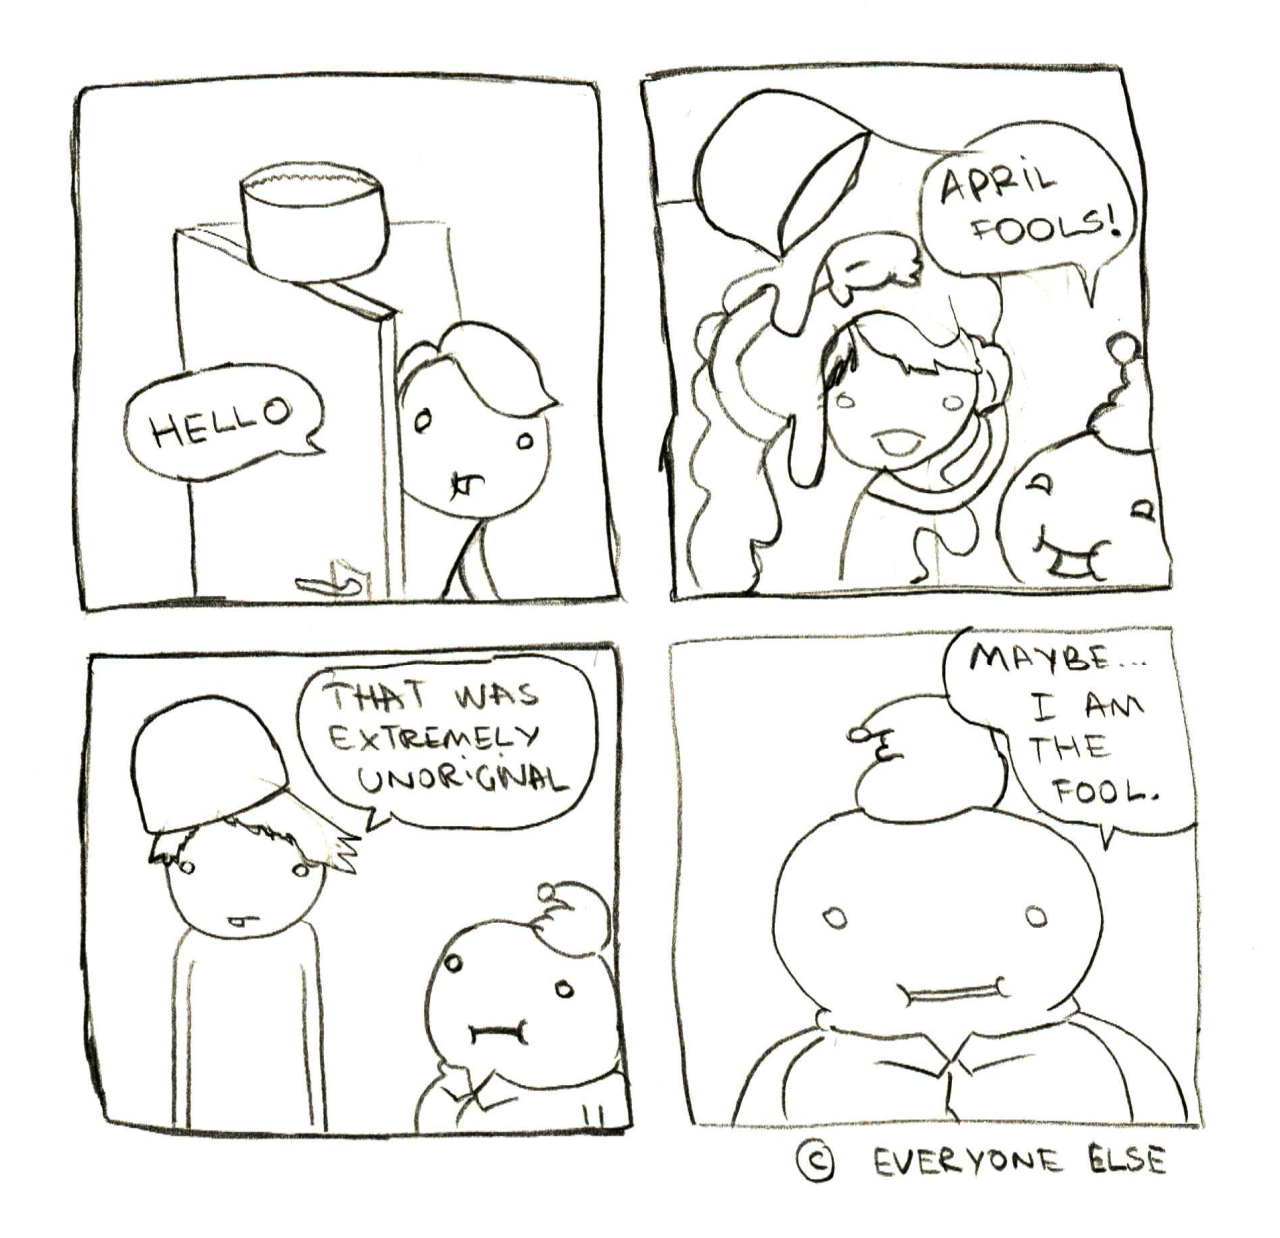 HELLO
APRiL
FOOLS!
THAT WAS
EXTREMELY
UNORiGiNAL
MAYBE...
I AM
THE
FOOL.
© EVERYONE ELSE